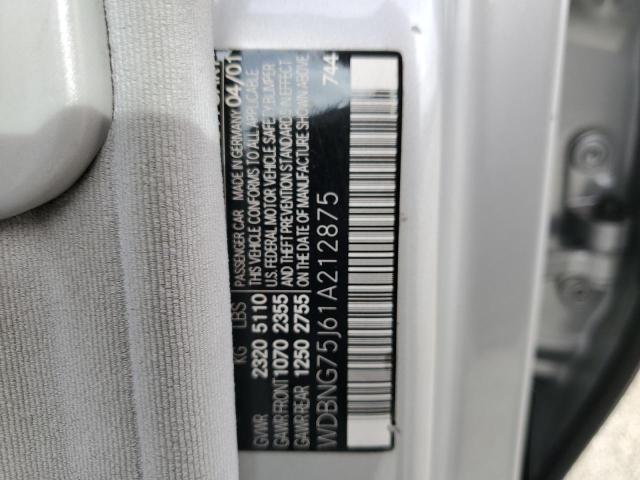 PASSENGER CAR MADE IN GERMANY 04/01
THIS VEHICLE CONFORMS TO ALL APPLICABLE
U.S. FEDERAL MOTOR VEHICLE SAFETY, BUMPER
AND THEFT PREVENTION STANDARDS IN EFFECT
ON THE DATE OF MANUFACTURE SHOWN ABOVE
KG LBS
GVWR 2320 5110
GAWR FRONT 1070 2355
GAWR REAR 1250 2755
744
WDBNG75J61A212875